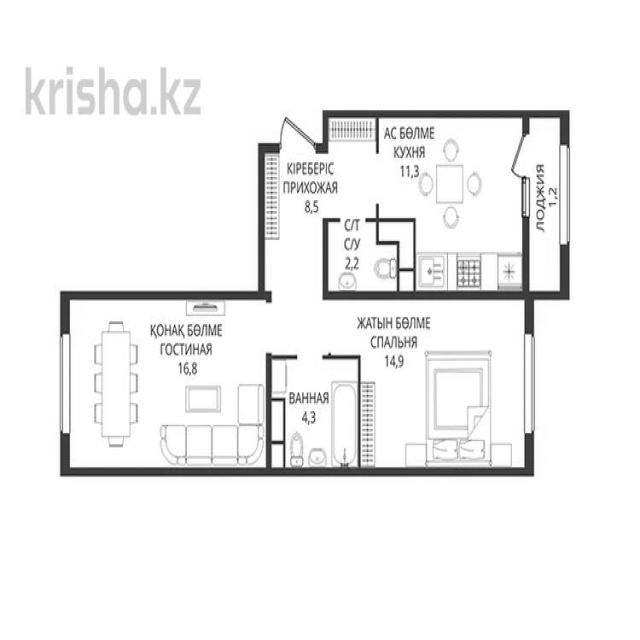 krisha.kz
АС БӨЛМЕ
КУХНЯ
11,3
КІРЕБЕРІС
ПРИХОЖАЯ
8,5
ЛОДЖИЯ
1,2
С/Т
С/У
2,2
ҚОНАҚ БӨЛМЕ
ГОСТИНАЯ
16,8
ЖАТЫН БӨЛМЕ
СПАЛЬНЯ
14,9
ВАННАЯ
4,3